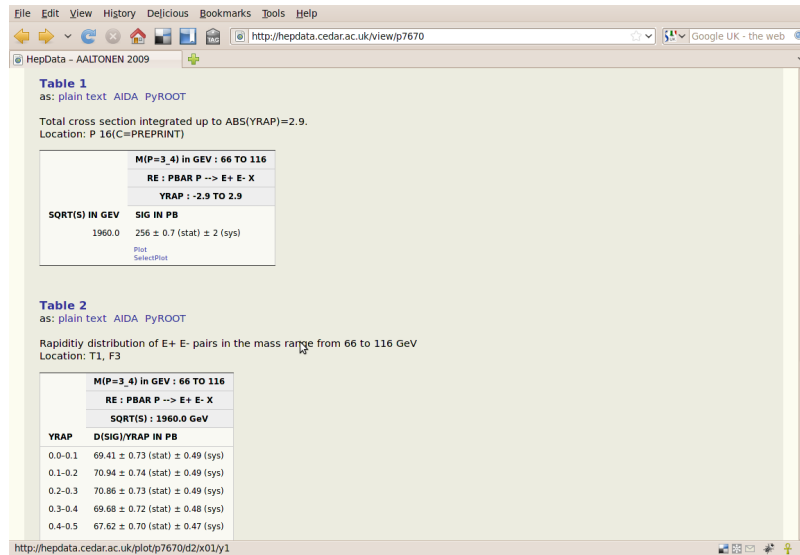 File Edit View History Delicious Bookmarks Tools Help
TAG http://hepdata.cedar.ac.uk/view/p7670 Google UK - the web
HepData – AALTONEN 2009
Table 1
as: plain text AIDA PyROOT
Total cross section integrated up to ABS(YRAP)=2.9.
Location: P 16(C=PREPRINT)
M(P=3_4) in GEV : 66 TO 116
RE : PBAR P --> E+ E- X
YRAP : -2.9 TO 2.9
SQRT(S) IN GEV SIG IN PB
1960.0 256 ± 0.7 (stat) ± 2 (sys)
Plot
SelectPlot
Table 2
as: plain text AIDA PyROOT
Rapiditiy distribution of E+ E- pairs in the mass range from 66 to 116 GeV
Location: T1, F3
M(P=3_4) in GEV : 66 TO 116
RE : PBAR P --> E+ E- X
SQRT(S) : 1960.0 GeV
YRAP D(SIG)/YRAP IN PB
0.0–0.1 69.41 ± 0.73 (stat) ± 0.49 (sys)
0.1–0.2 70.94 ± 0.74 (stat) ± 0.49 (sys)
0.2–0.3 70.86 ± 0.73 (stat) ± 0.49 (sys)
0.3–0.4 69.68 ± 0.72 (stat) ± 0.48 (sys)
0.4–0.5 67.62 ± 0.70 (stat) ± 0.47 (sys)
http://hepdata.cedar.ac.uk/plot/p7670/d2/x01/y1